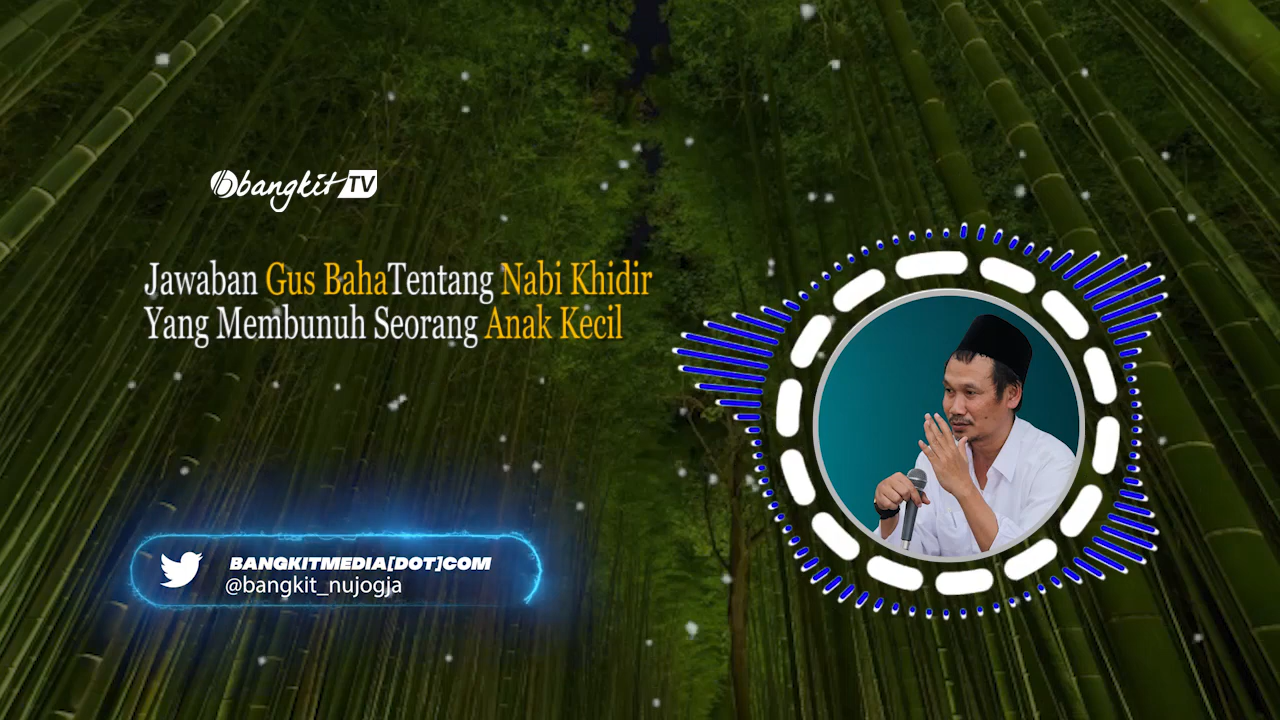 bangkit TV
Jawaban Gus BahaTentang Nabi Khidir
Yang Membunuh Seorang Anak Kecil
BANGKITMEDIA[DOT]COM
@bangkit_nujogja